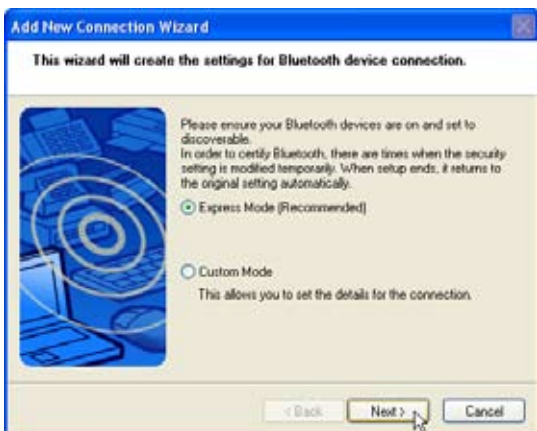 Add New Connection Wizard
This wizard will create the settings for Bluetooth device connection.
Please ensure your Bluetooth devices are on and set to
discoverable.
In order to certify Bluetooth, there are times when the security
setting is modified temporarily. When setup ends, it returns to
the original setting automatically.
Express Mode (Recommended)
Custom Mode
This allows you to set the details for the connection.
< Back
Next >
Cancel